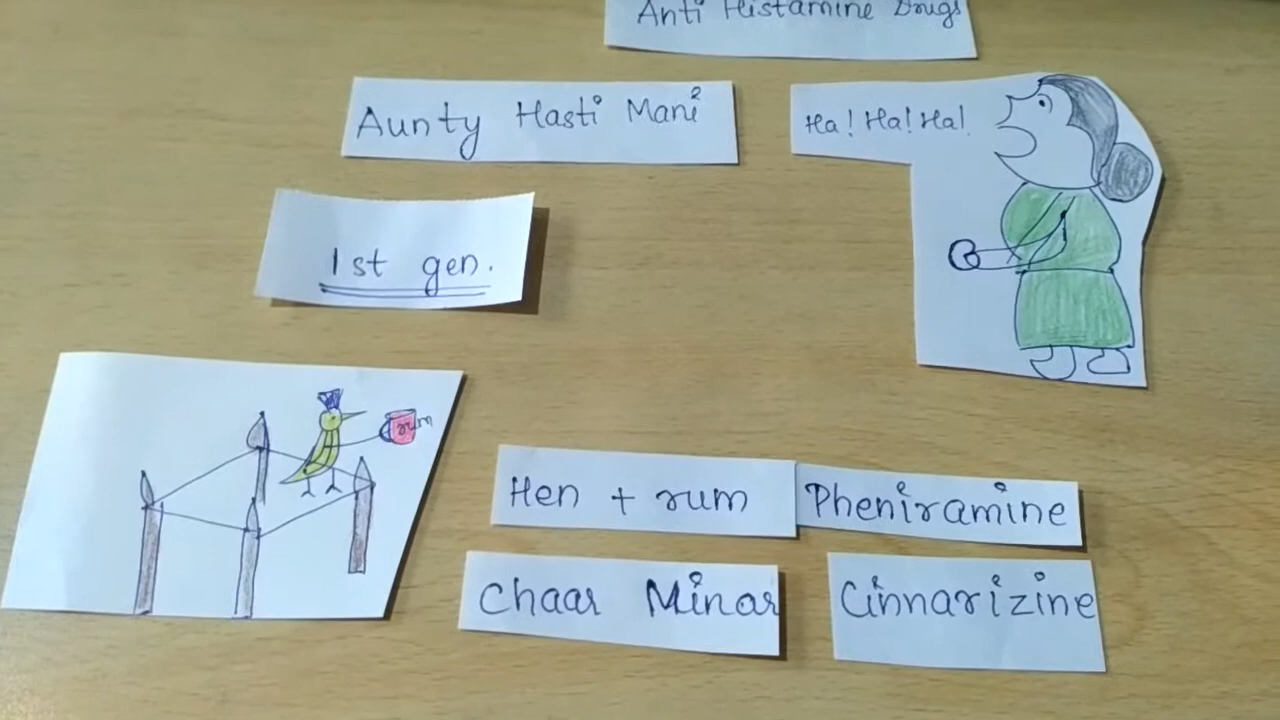 Anti Histamine Drugs
Aunty Hasti Mani
Ha! Ha! Ha!
1st gen.
rum
Hen + rum
Pheniramine
Chaar Minar
Cinnarizine